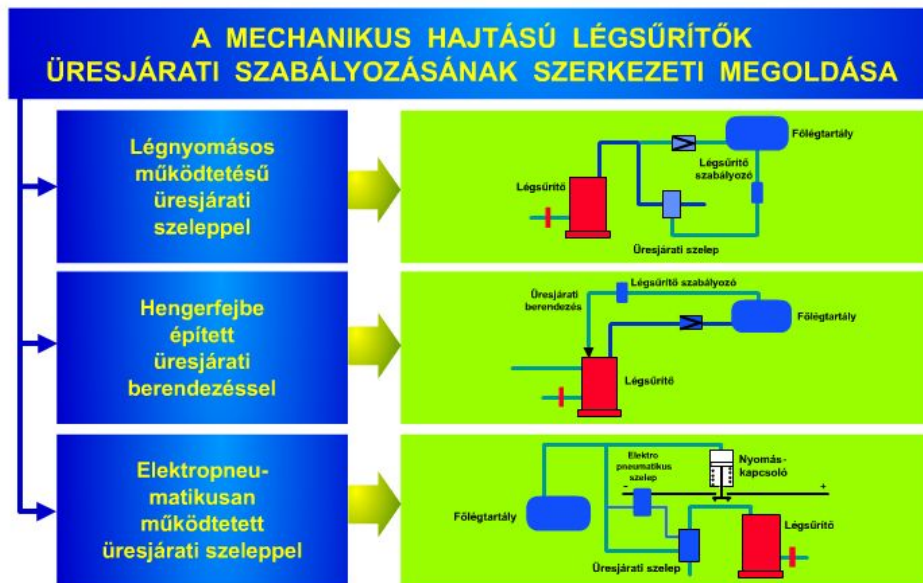 A MECHANIKUS HAJTÁSÚ LÉGSŰRÍTŐK
ÜRESJÁRATI SZABÁLYOZÁSÁNAK SZERKEZETI MEGOLDÁSA
Légnyomásos
működtetésű
üresjárati
szeleppel
Légsűrítő
Légsűrítő
szabályozó
Főlégtartály
Üresjárati szelep
Hengerfejbe
épített
üresjárati
berendezéssel
Üresjárati
berendezés
Légsűrítő szabályozó
Főlégtartály
Légsűrítő
Elektropneu-
matikusan
működtetett
üresjárati szeleppel
Főlégtartály
Elektro
pneumatikus
szelep
Nyomás-
kapcsoló
- +
Légsűrítő
Üresjárati szelep